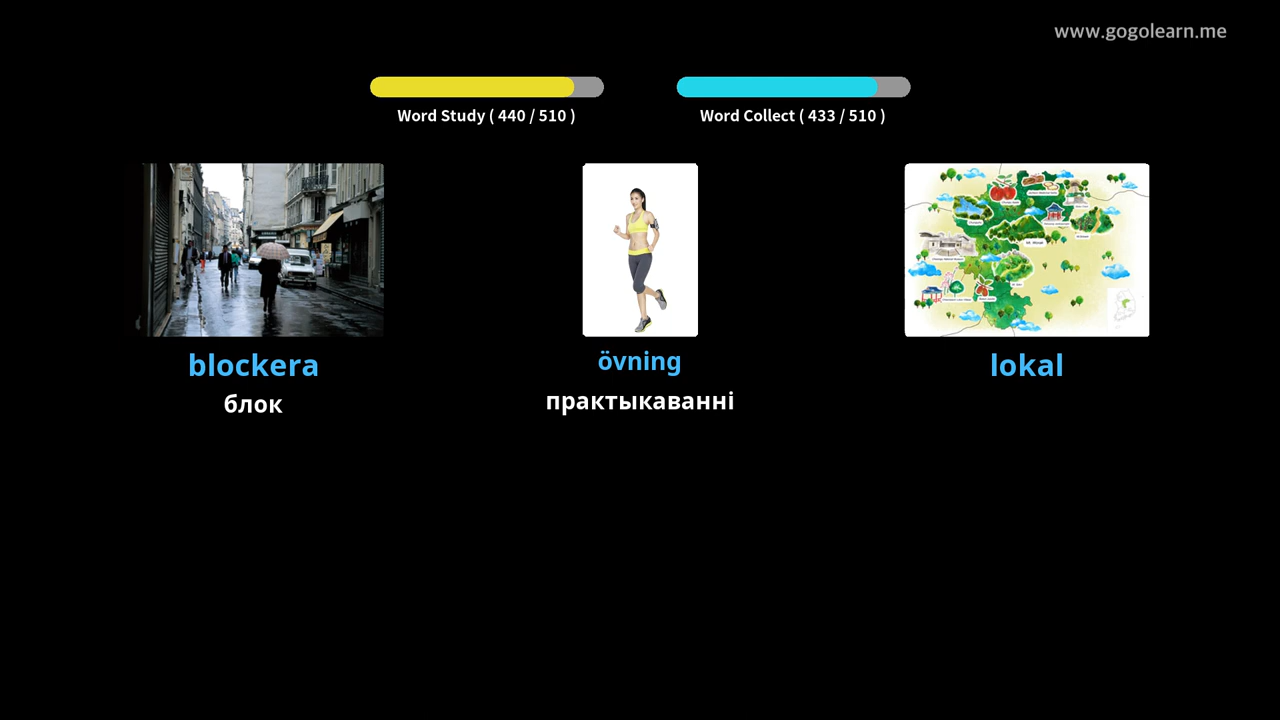 www.gogolearn.me
Word Study ( 440 / 510 )
Word Collect ( 433 / 510 )
blockera
блок
övning
практыкаванні
lokal